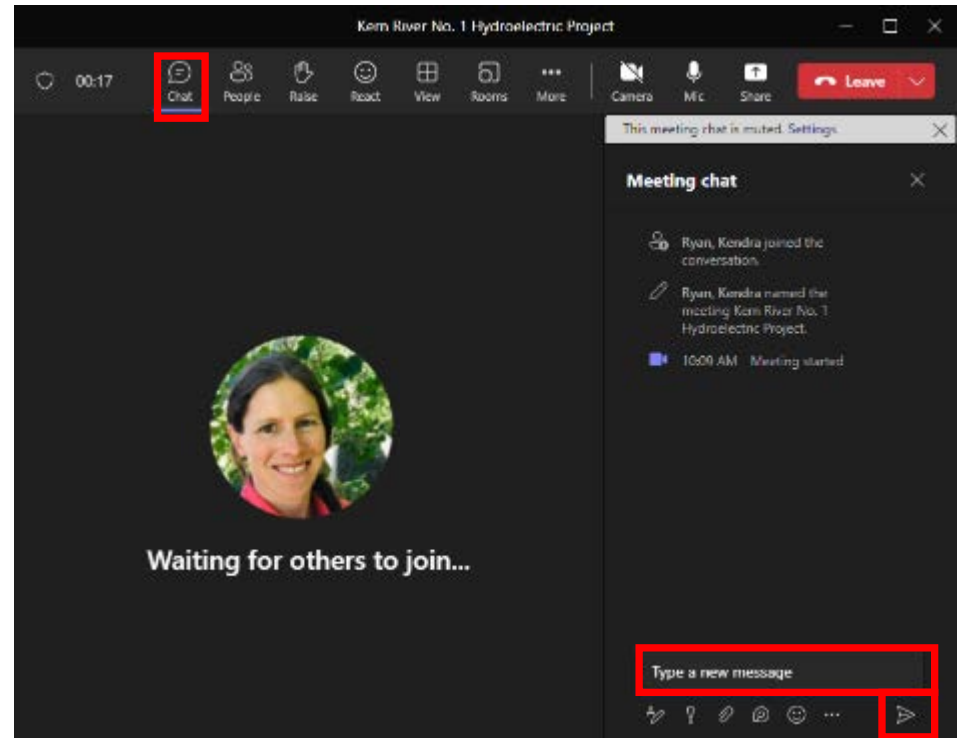 Kern River No. 1 Hydroelectric Project
00:17
Chat
People
Raise
React
View
Rooms
More
Camera
Mic
Share
Leave
This meeting chat is muted. Settings
Meeting chat
Ryan, Kendra joined the
conversation.
Ryan, Kendra named the
meeting Kern River No. 1
Hydroelectric Project.
10:09 AM Meeting started
Waiting for others to join...
Type a new message